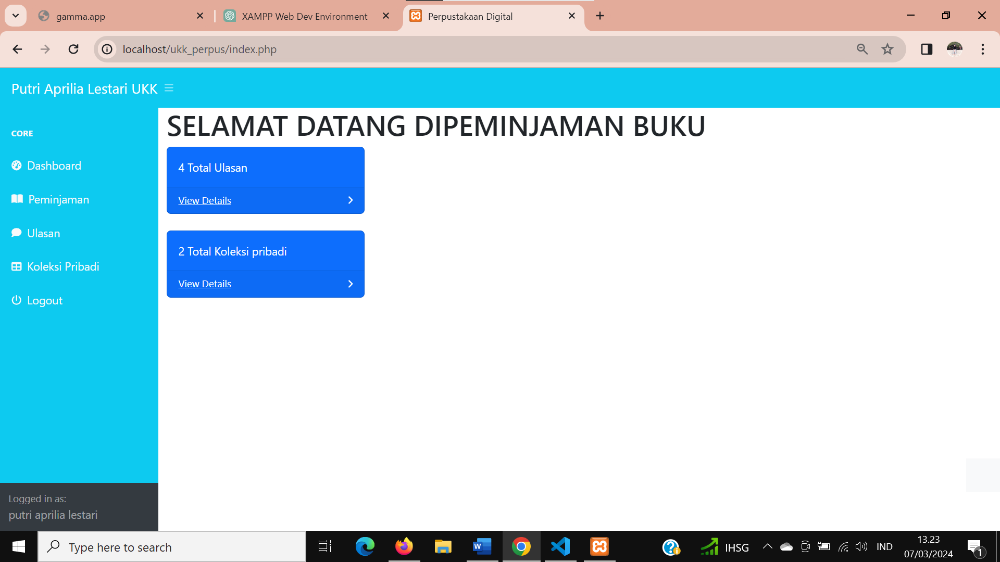 gamma.app
XAMPP Web Dev Environment
Perpustakaan Digital
localhost/ukk_perpus/index.php
Putri Aprilia Lestari UKK
CORE
Dashboard
Peminjaman
Ulasan
Koleksi Pribadi
Logout
Logged in as:
putri aprilia lestari
SELAMAT DATANG DIPEMINJAMAN BUKU
4 Total Ulasan
View Details
2 Total Koleksi pribadi
View Details
Type here to search
IHSG
IND
13.23
07/03/2024
1